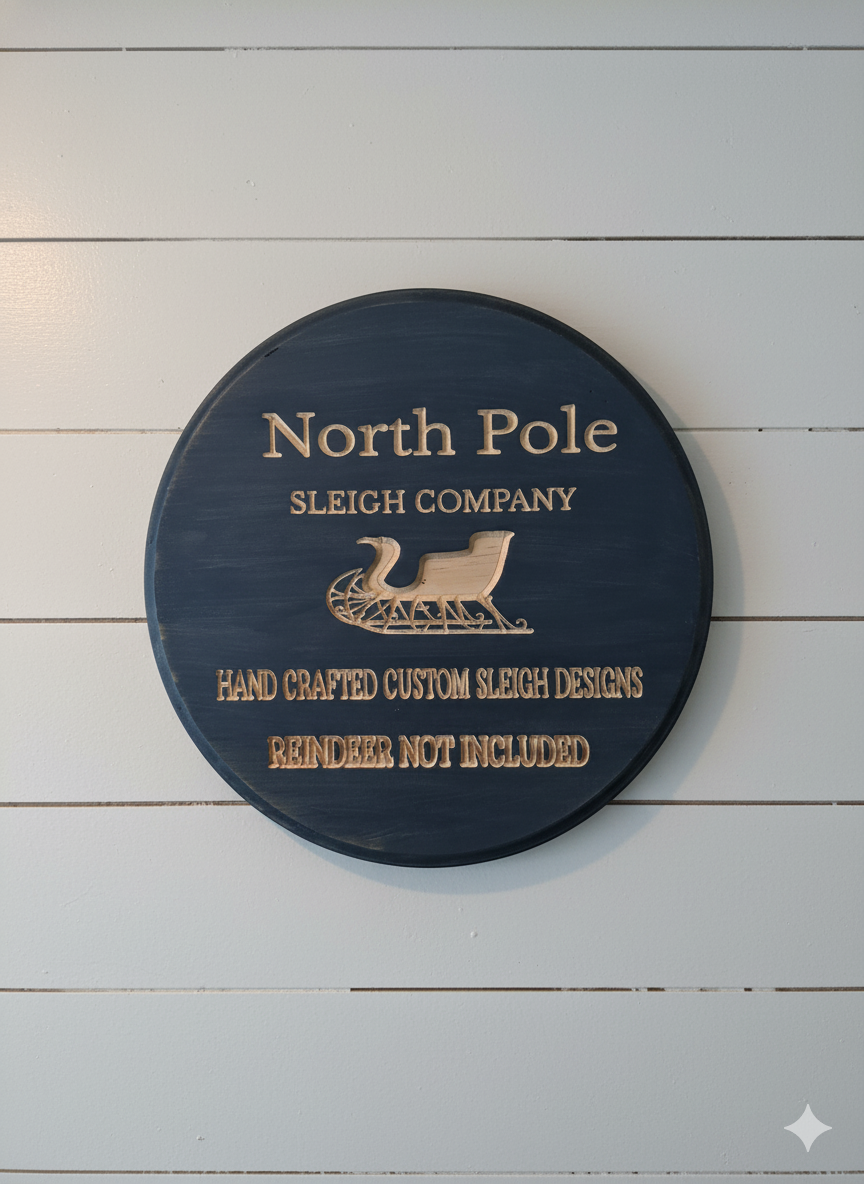 North Pole
SLEIGH COMPANY
HAND CRAFTED CUSTOM SLEIGH DESIGNS
REINDEER NOT INCLUDED